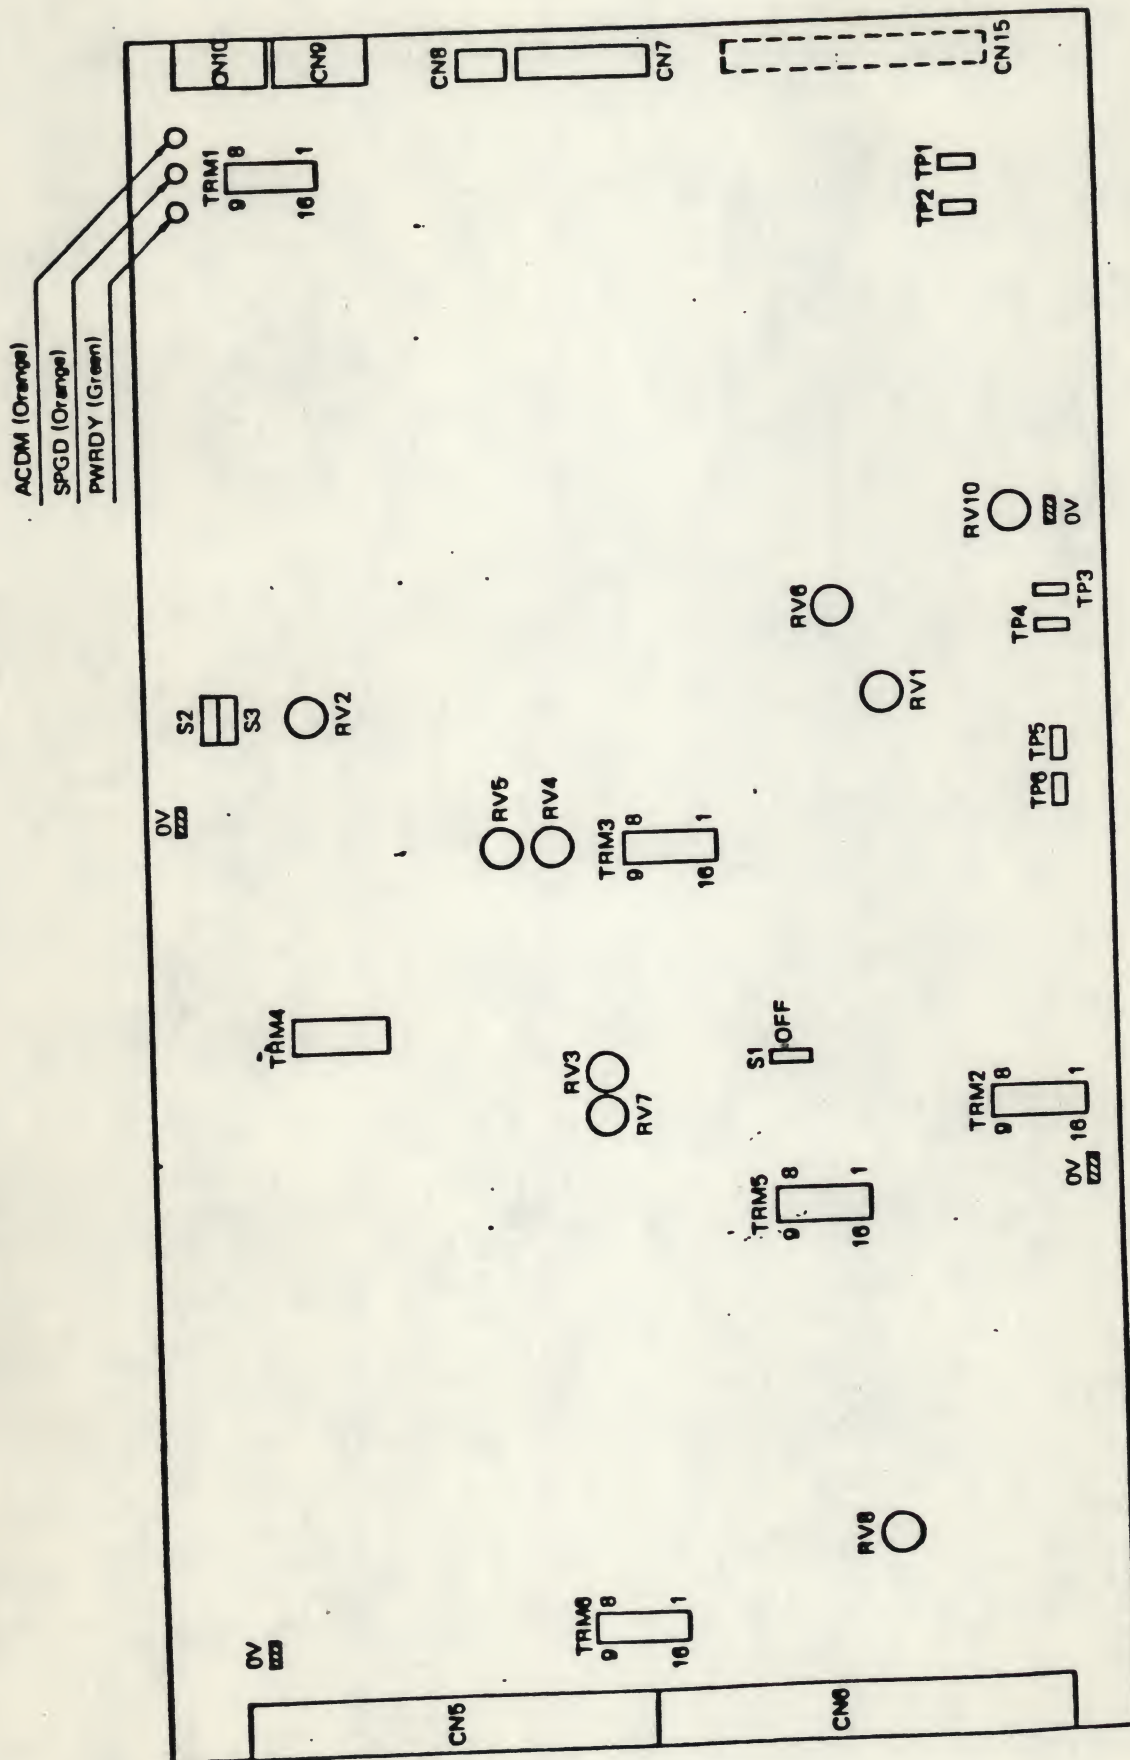 ACDM (Orange)
SPGD (Orange)
PWRDY (Green)
CN10
CN9
CN8
CN7
CN15
TRM1
9 8
16 1
TP2 TP1
S2
S3
RV2
0V
RV5
RV4
TRM3
9 8
16 1
RV6
RV1
RV10
0V
TP4
TP3
TP6 TP5
TRM4
RV3
RV7
S1
OFF
TRM2
9 8
16 1
0V
TRM5
9 8
16 1
RV8
TRM6
9 8
16 1
0V
CN5
CN6